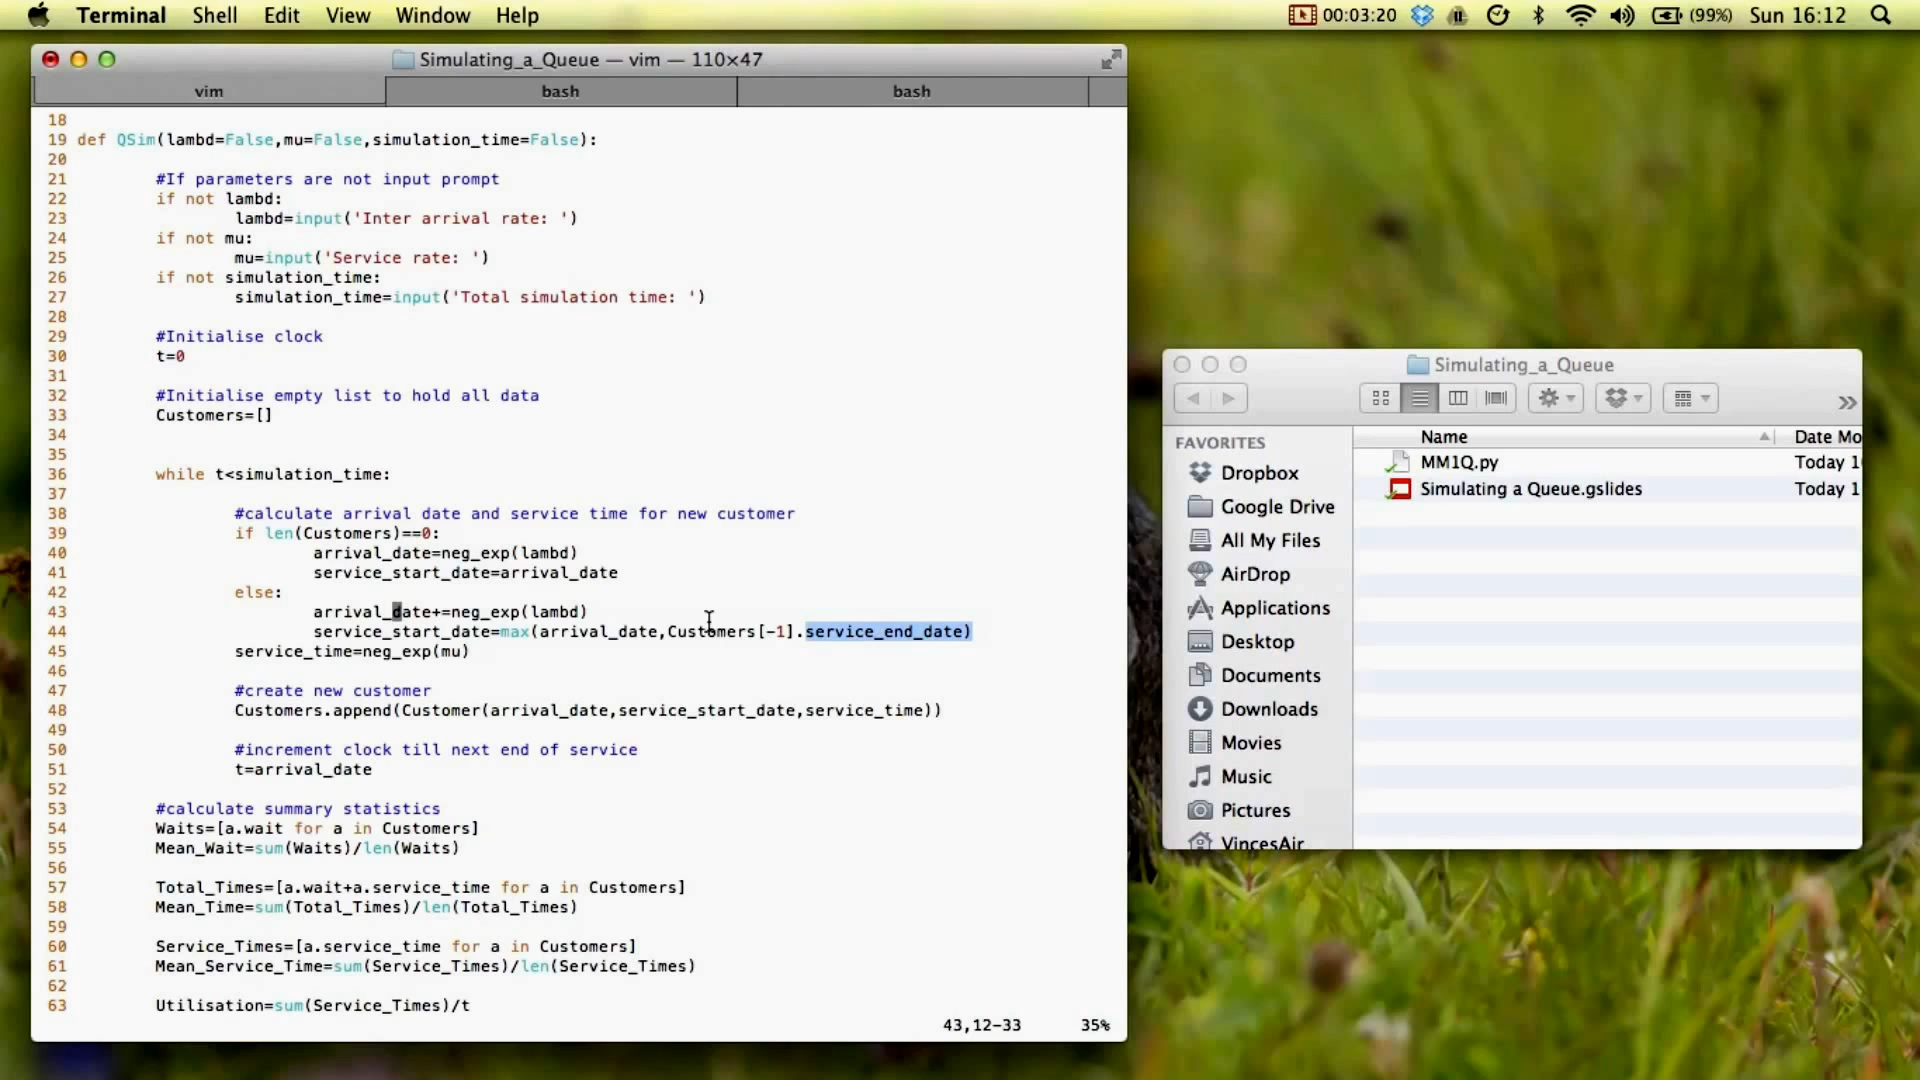 Terminal Shell Edit View Window Help 00:03:20 (99%) Sun 16:12
Simulating_a_Queue — vim — 110×47
vim bash bash
18
19 def QSim(lambd=False,mu=False,simulation_time=False):
20
21 #If parameters are not input prompt
22 if not lambd:
23 lambd=input('Inter arrival rate: ')
24 if not mu:
25 mu=input('Service rate: ')
26 if not simulation_time:
27 simulation_time=input('Total simulation time: ')
28
29 #Initialise clock
30 t=0
31
32 #Initialise empty list to hold all data
33 Customers=[]
34
35
36 while t<simulation_time:
37
38 #calculate arrival date and service time for new customer
39 if len(Customers)==0:
40 arrival_date=neg_exp(lambd)
41 service_start_date=arrival_date
42 else:
43 arrival_date+=neg_exp(lambd)
44 service_start_date=max(arrival_date,Customers[-1].service_end_date)
45 service_time=neg_exp(mu)
46
47 #create new customer
48 Customers.append(Customer(arrival_date,service_start_date,service_time))
49
50 #increment clock till next end of service
51 t=arrival_date
52
53 #calculate summary statistics
54 Waits=[a.wait for a in Customers]
55 Mean_Wait=sum(Waits)/len(Waits)
56
57 Total_Times=[a.wait+a.service_time for a in Customers]
58 Mean_Time=sum(Total_Times)/len(Total_Times)
59
60 Service_Times=[a.service_time for a in Customers]
61 Mean_Service_Time=sum(Service_Times)/len(Service_Times)
62
63 Utilisation=sum(Service_Times)/t
43,12-33 35%
Simulating_a_Queue
FAVORITES
Dropbox
Google Drive
All My Files
AirDrop
Applications
Desktop
Documents
Downloads
Movies
Music
Pictures
VincesAir
Name Date Mo
MM1Q.py Today 1
Simulating a Queue.gslides Today 1